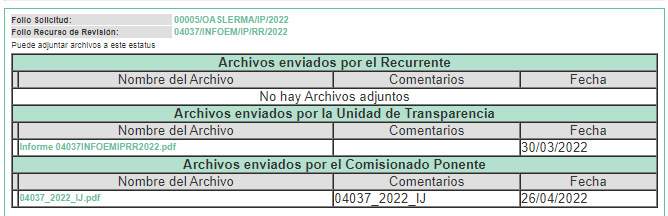 Folio Solicitud: 00005/OASLERMA/IP/2022
Folio Recurso de Revisión: 04037/INFOEM/IP/RR/2022
Puede adjuntar archivos a este estatus
Archivos enviados por el Recurrente
Nombre del Archivo Comentarios Fecha
No hay Archivos adjuntos
Archivos enviados por la Unidad de Transparencia
Nombre del Archivo Comentarios Fecha
Informe 04037INFOEMIPRR2022.pdf 30/03/2022
Archivos enviados por el Comisionado Ponente
Nombre del Archivo Comentarios Fecha
04037_2022_IJ.pdf 04037_2022_IJ 26/04/2022